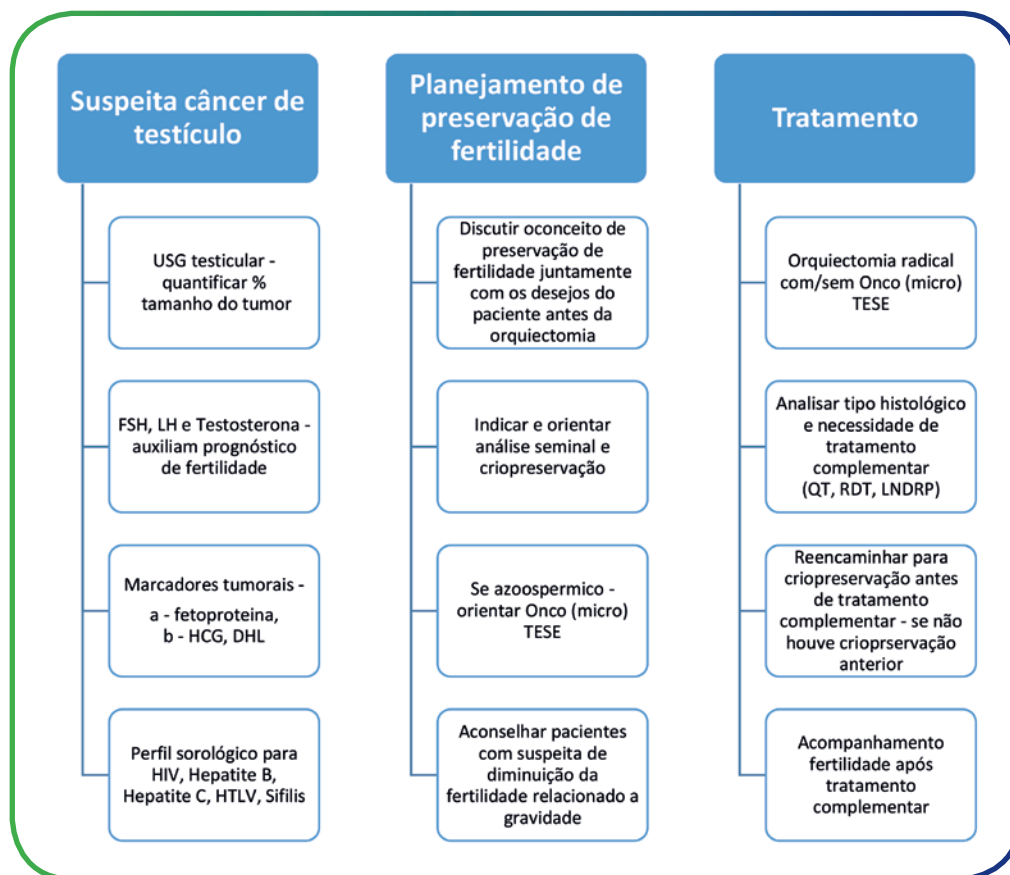 Suspeita câncer de
testículo
USG testicular -
quantificar %
tamanho do tumor
FSH, LH e Testosterona -
auxiliam prognóstico
de fertilidade
Marcadores tumorais -
a - fetoproteina,
b - HCG, DHL
Perfil sorológico para
HIV, Hepatite B,
Hepatite C, HTLV, Sifilis
Planejamento de
preservação de
fertilidade
Discutir oconceito de
preservação de
fertilidade juntamente
com os desejos do
paciente antes da
orquiectomia
Indicar e orientar
análise seminal e
criopreservação
Se azoospermico -
orientar Onco (micro)
TESE
Aconselhar pacientes
com suspeita de
diminuição da
fertilidade relacionado a
gravidade
Tratamento
Orquiectomia radical
com/sem Onco (micro)
TESE
Analisar tipo histológico
e necessidade de
tratamento
complementar
(QT, RDT, LNDRP)
Reencaminhar para
criopreservação antes
de tratamento
complementar - se não
houve crioprservação
anterior
Acompanhamento
fertilidade após
tratamento
complementar